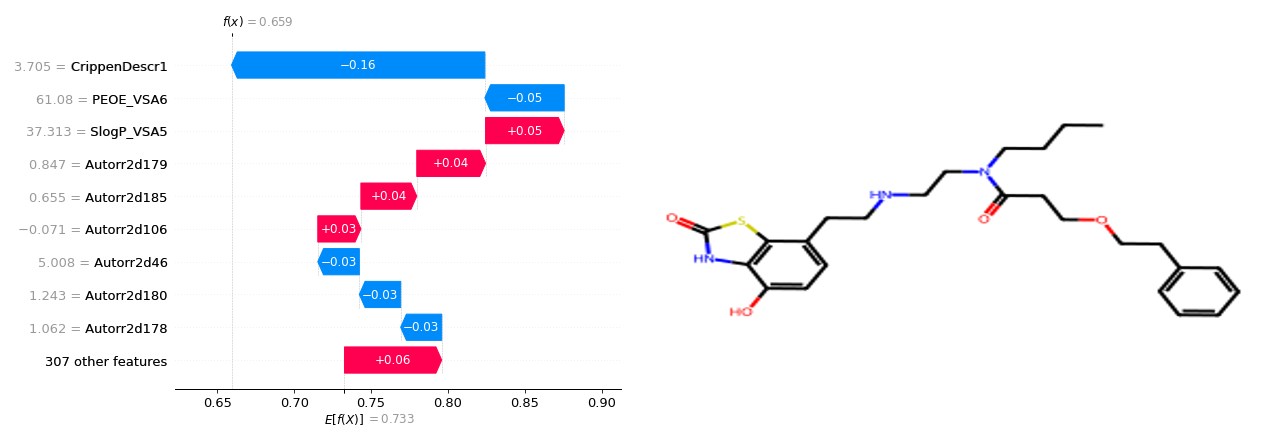 f(x) = 0.659
3.705 = CrippenDescr1
−0.16
61.08 = PEOE_VSA6
−0.05
37.313 = SlogP_VSA5
+0.05
0.847 = Autorr2d179
+0.04
0.655 = Autorr2d185
+0.04
−0.071 = Autorr2d106
+0.03
5.008 = Autorr2d46
−0.03
1.243 = Autorr2d180
−0.03
1.062 = Autorr2d178
−0.03
307 other features
+0.06
0.65 0.70 0.75 0.80 0.85 0.90
E[f(X)] = 0.733
N
HN
O
S
O
O
HN
HO